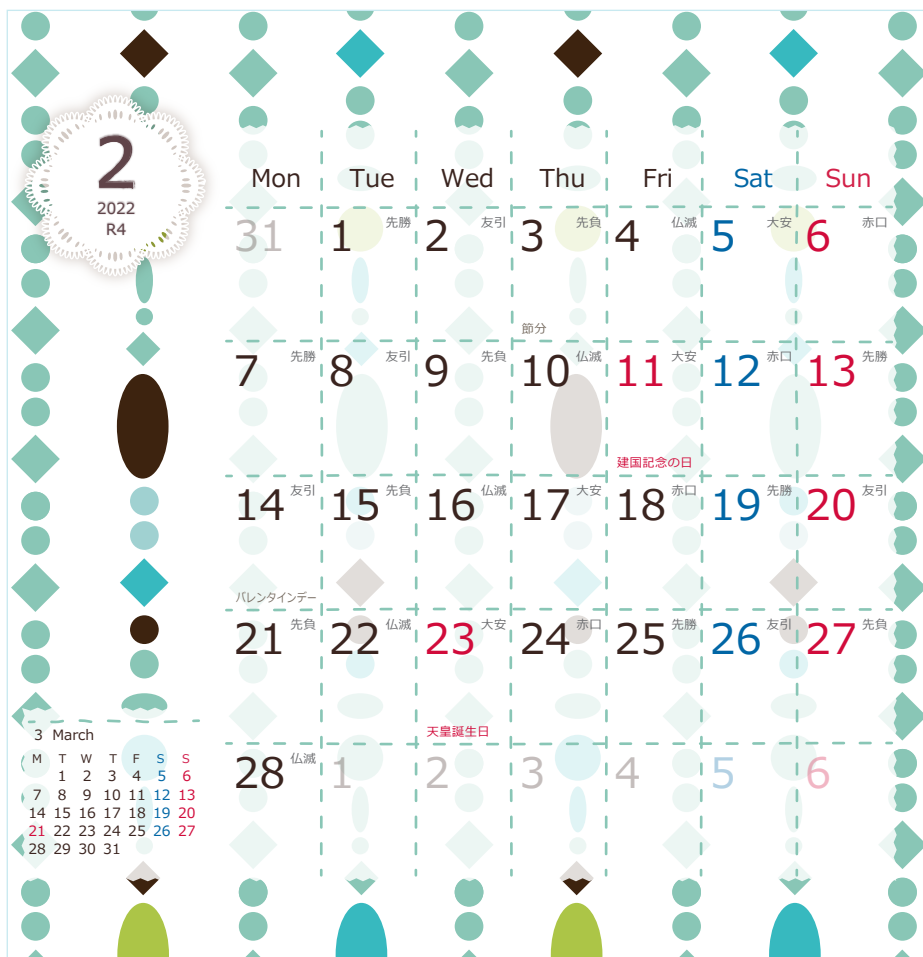 2
2022
R4
Mon Tue Wed Thu Fri Sat Sun
31 1 先勝 2 友引 3 先負 4 仏滅 5 大安 6 赤口
節分
7 先勝 8 友引 9 先負 10 仏滅 11 大安 12 赤口 13 先勝
建国記念の日
14 友引 15 先負 16 仏滅 17 大安 18 赤口 19 先勝 20 友引
バレンタインデー
21 先負 22 仏滅 23 大安 24 赤口 25 先勝 26 友引 27 先負
天皇誕生日
28 仏滅 1 2 3 4 5 6
3 March
M T W T F S S
1 2 3 4 5 6
7 8 9 10 11 12 13
14 15 16 17 18 19 20
21 22 23 24 25 26 27
28 29 30 31